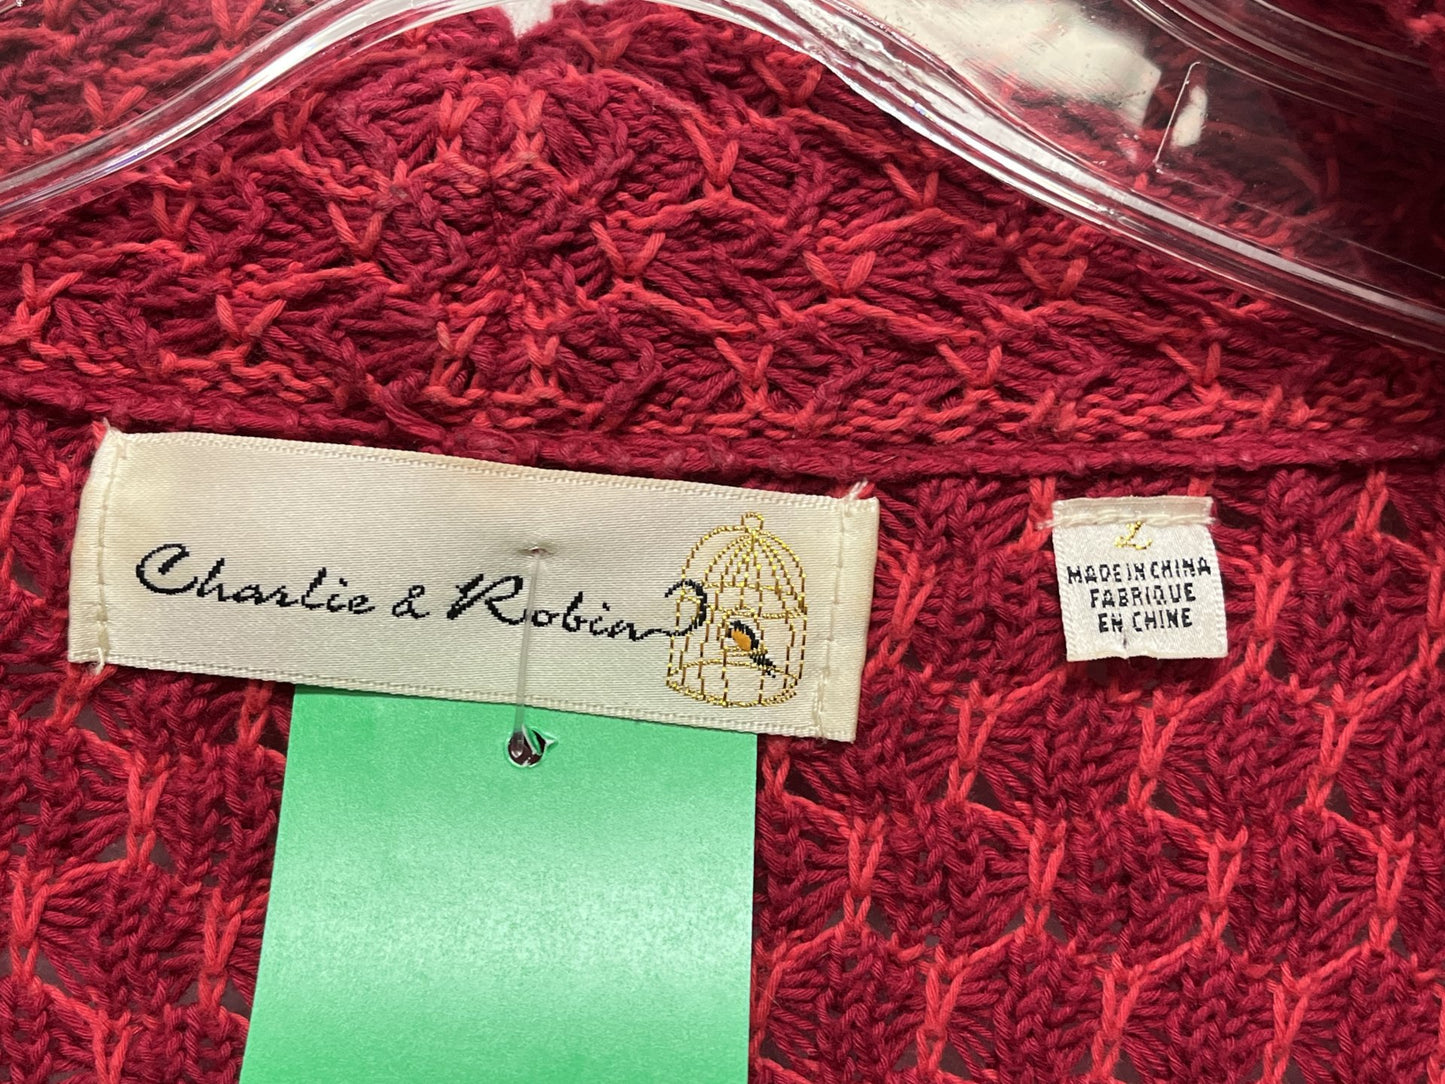 Charlie & Robin
L
MADE IN CHINA
FABRIQUE
EN CHINE